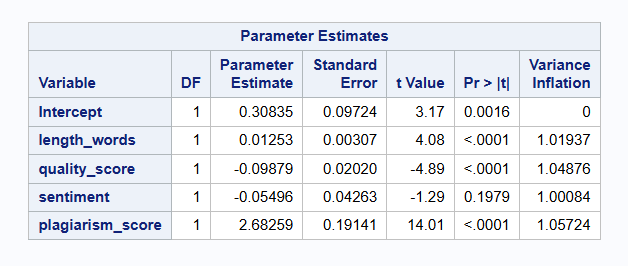 Parameter Estimates
Variable DF Parameter Estimate Standard Error t Value Pr > |t| Variance Inflation
Intercept 1 0.30835 0.09724 3.17 0.0016 0
length_words 1 0.01253 0.00307 4.08 <.0001 1.01937
quality_score 1 -0.09879 0.02020 -4.89 <.0001 1.04876
sentiment 1 -0.05496 0.04263 -1.29 0.1979 1.00084
plagiarism_score 1 2.68259 0.19141 14.01 <.0001 1.05724